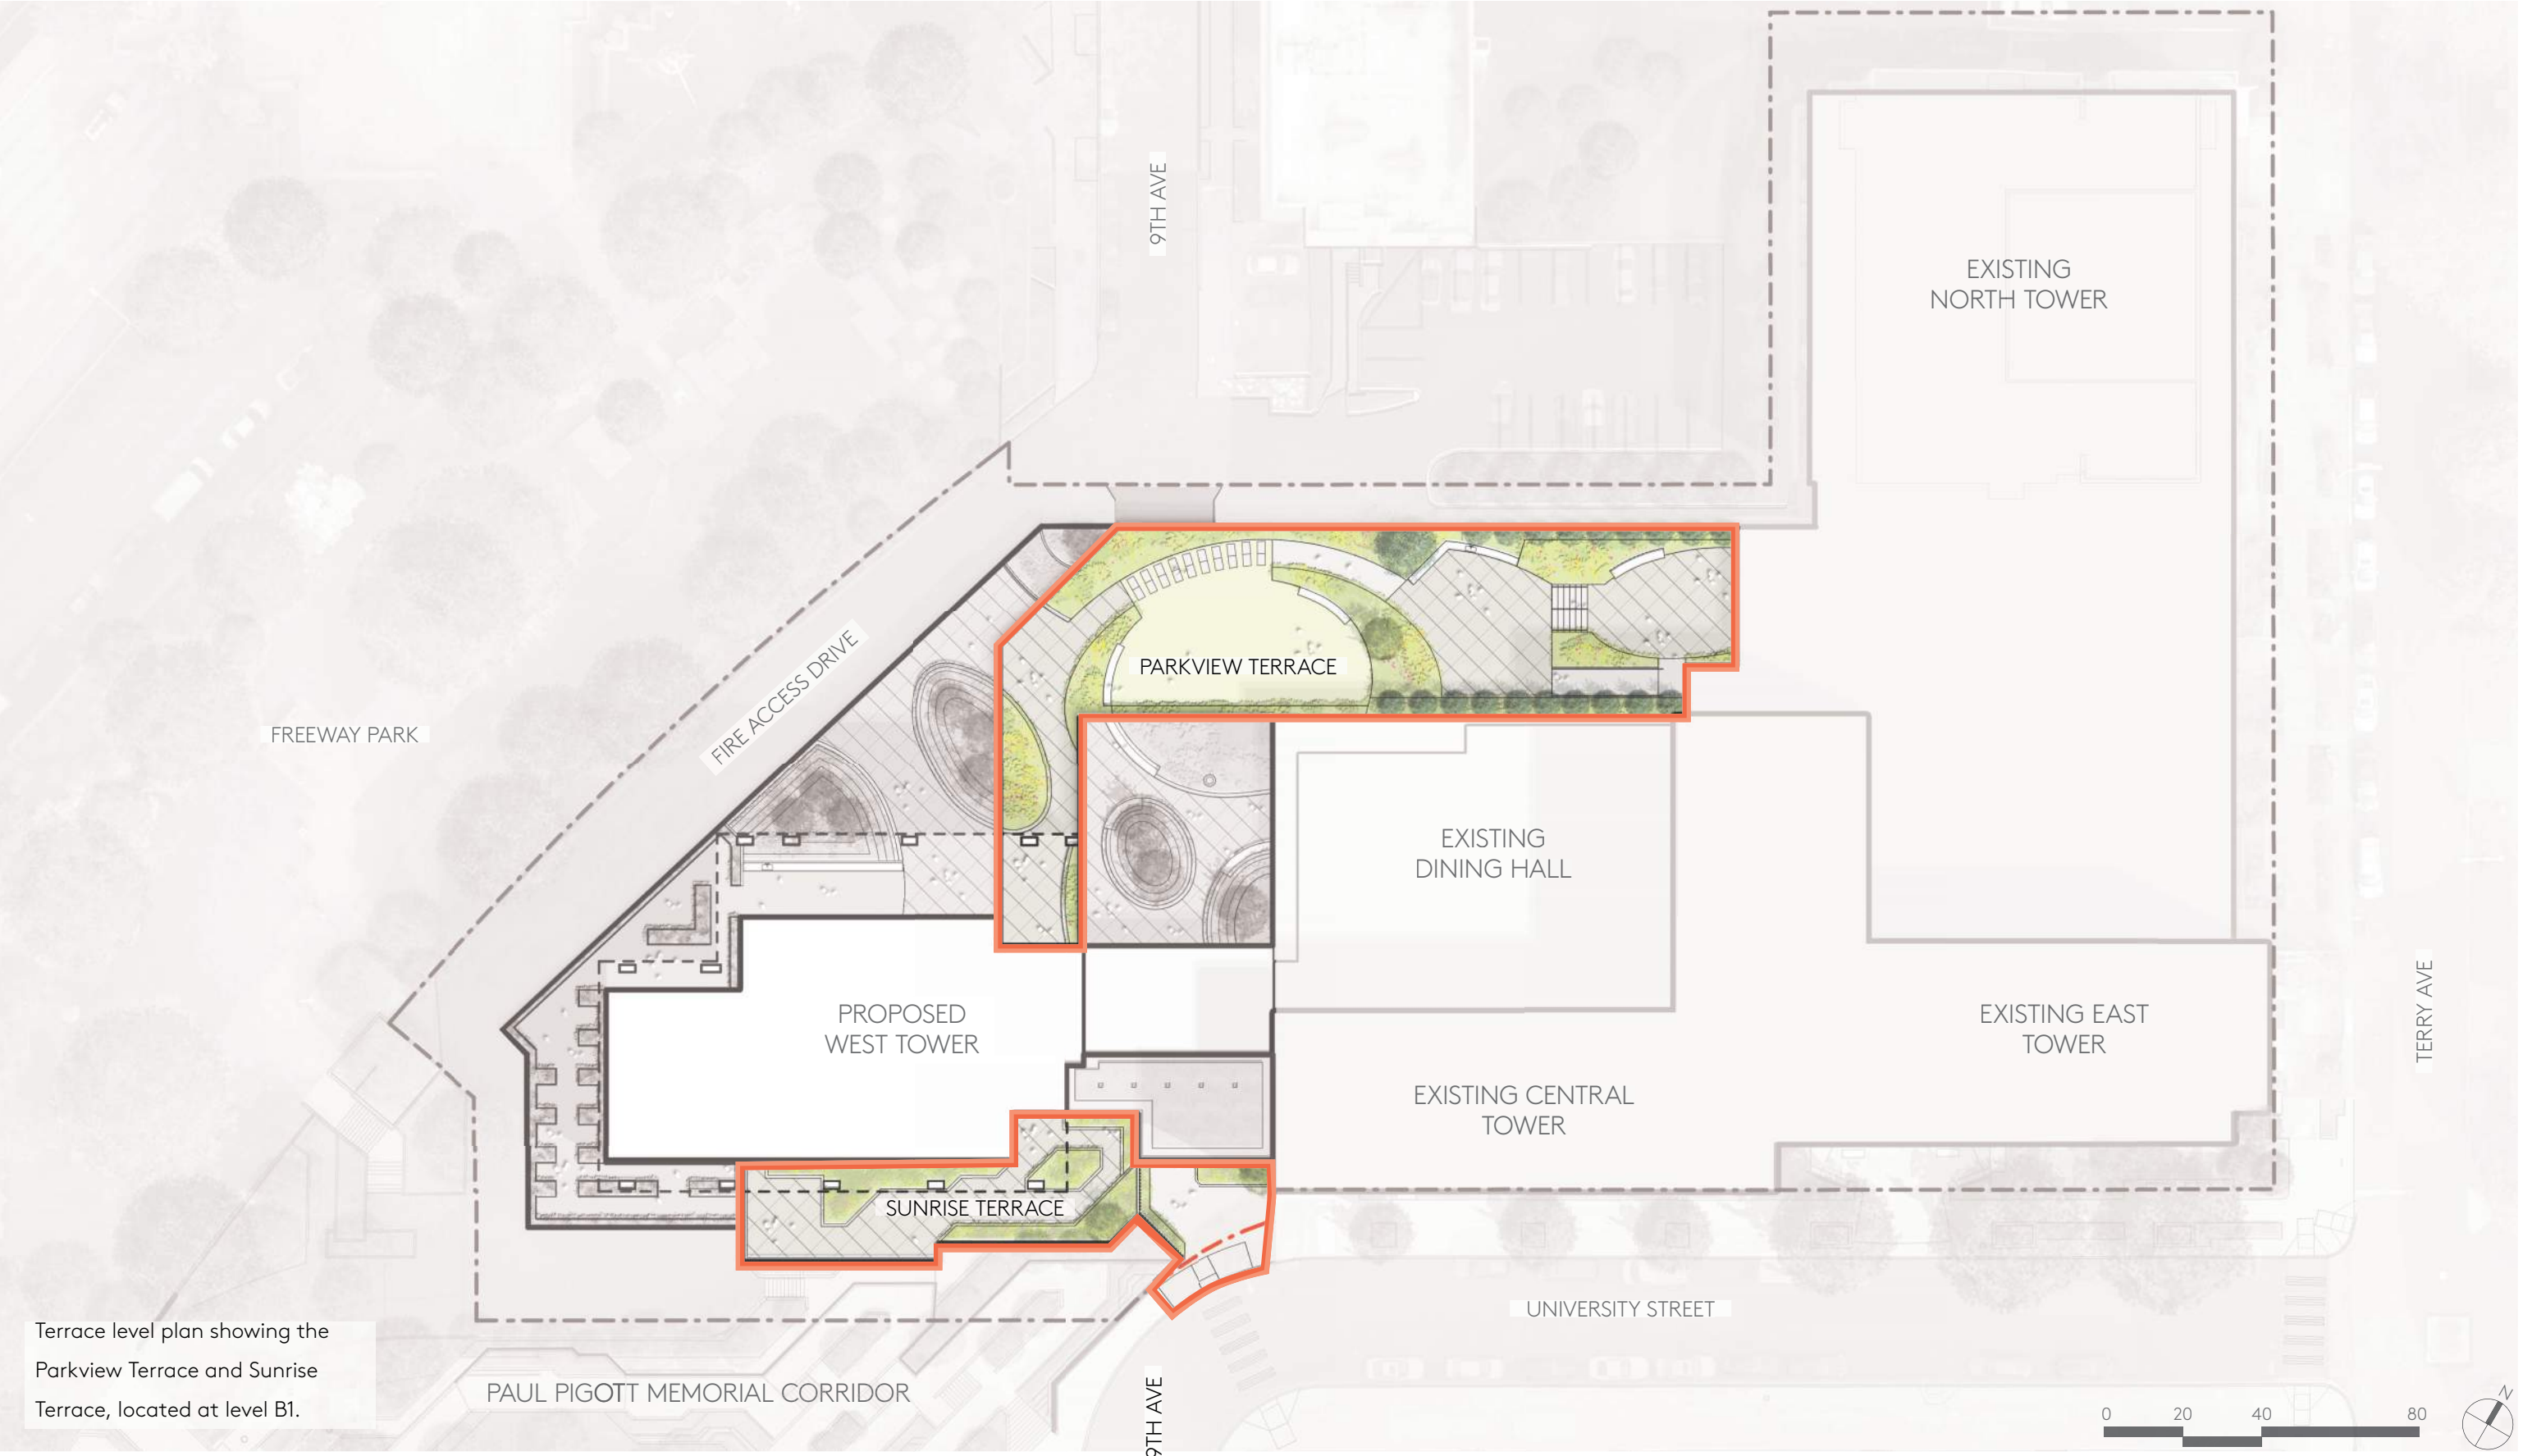 9TH AVE
EXISTING
NORTH TOWER
FIRE ACCESS DRIVE
PARKVIEW TERRACE
FREEWAY PARK
EXISTING
DINING HALL
PROPOSED
WEST TOWER
EXISTING EAST
TOWER
TERRY AVE
EXISTING CENTRAL
TOWER
SUNRISE TERRACE
UNIVERSITY STREET
Terrace level plan showing the
Parkview Terrace and Sunrise
Terrace, located at level B1.
PAUL PIGOTT MEMORIAL CORRIDOR
9TH AVE
0 20 40 80
N